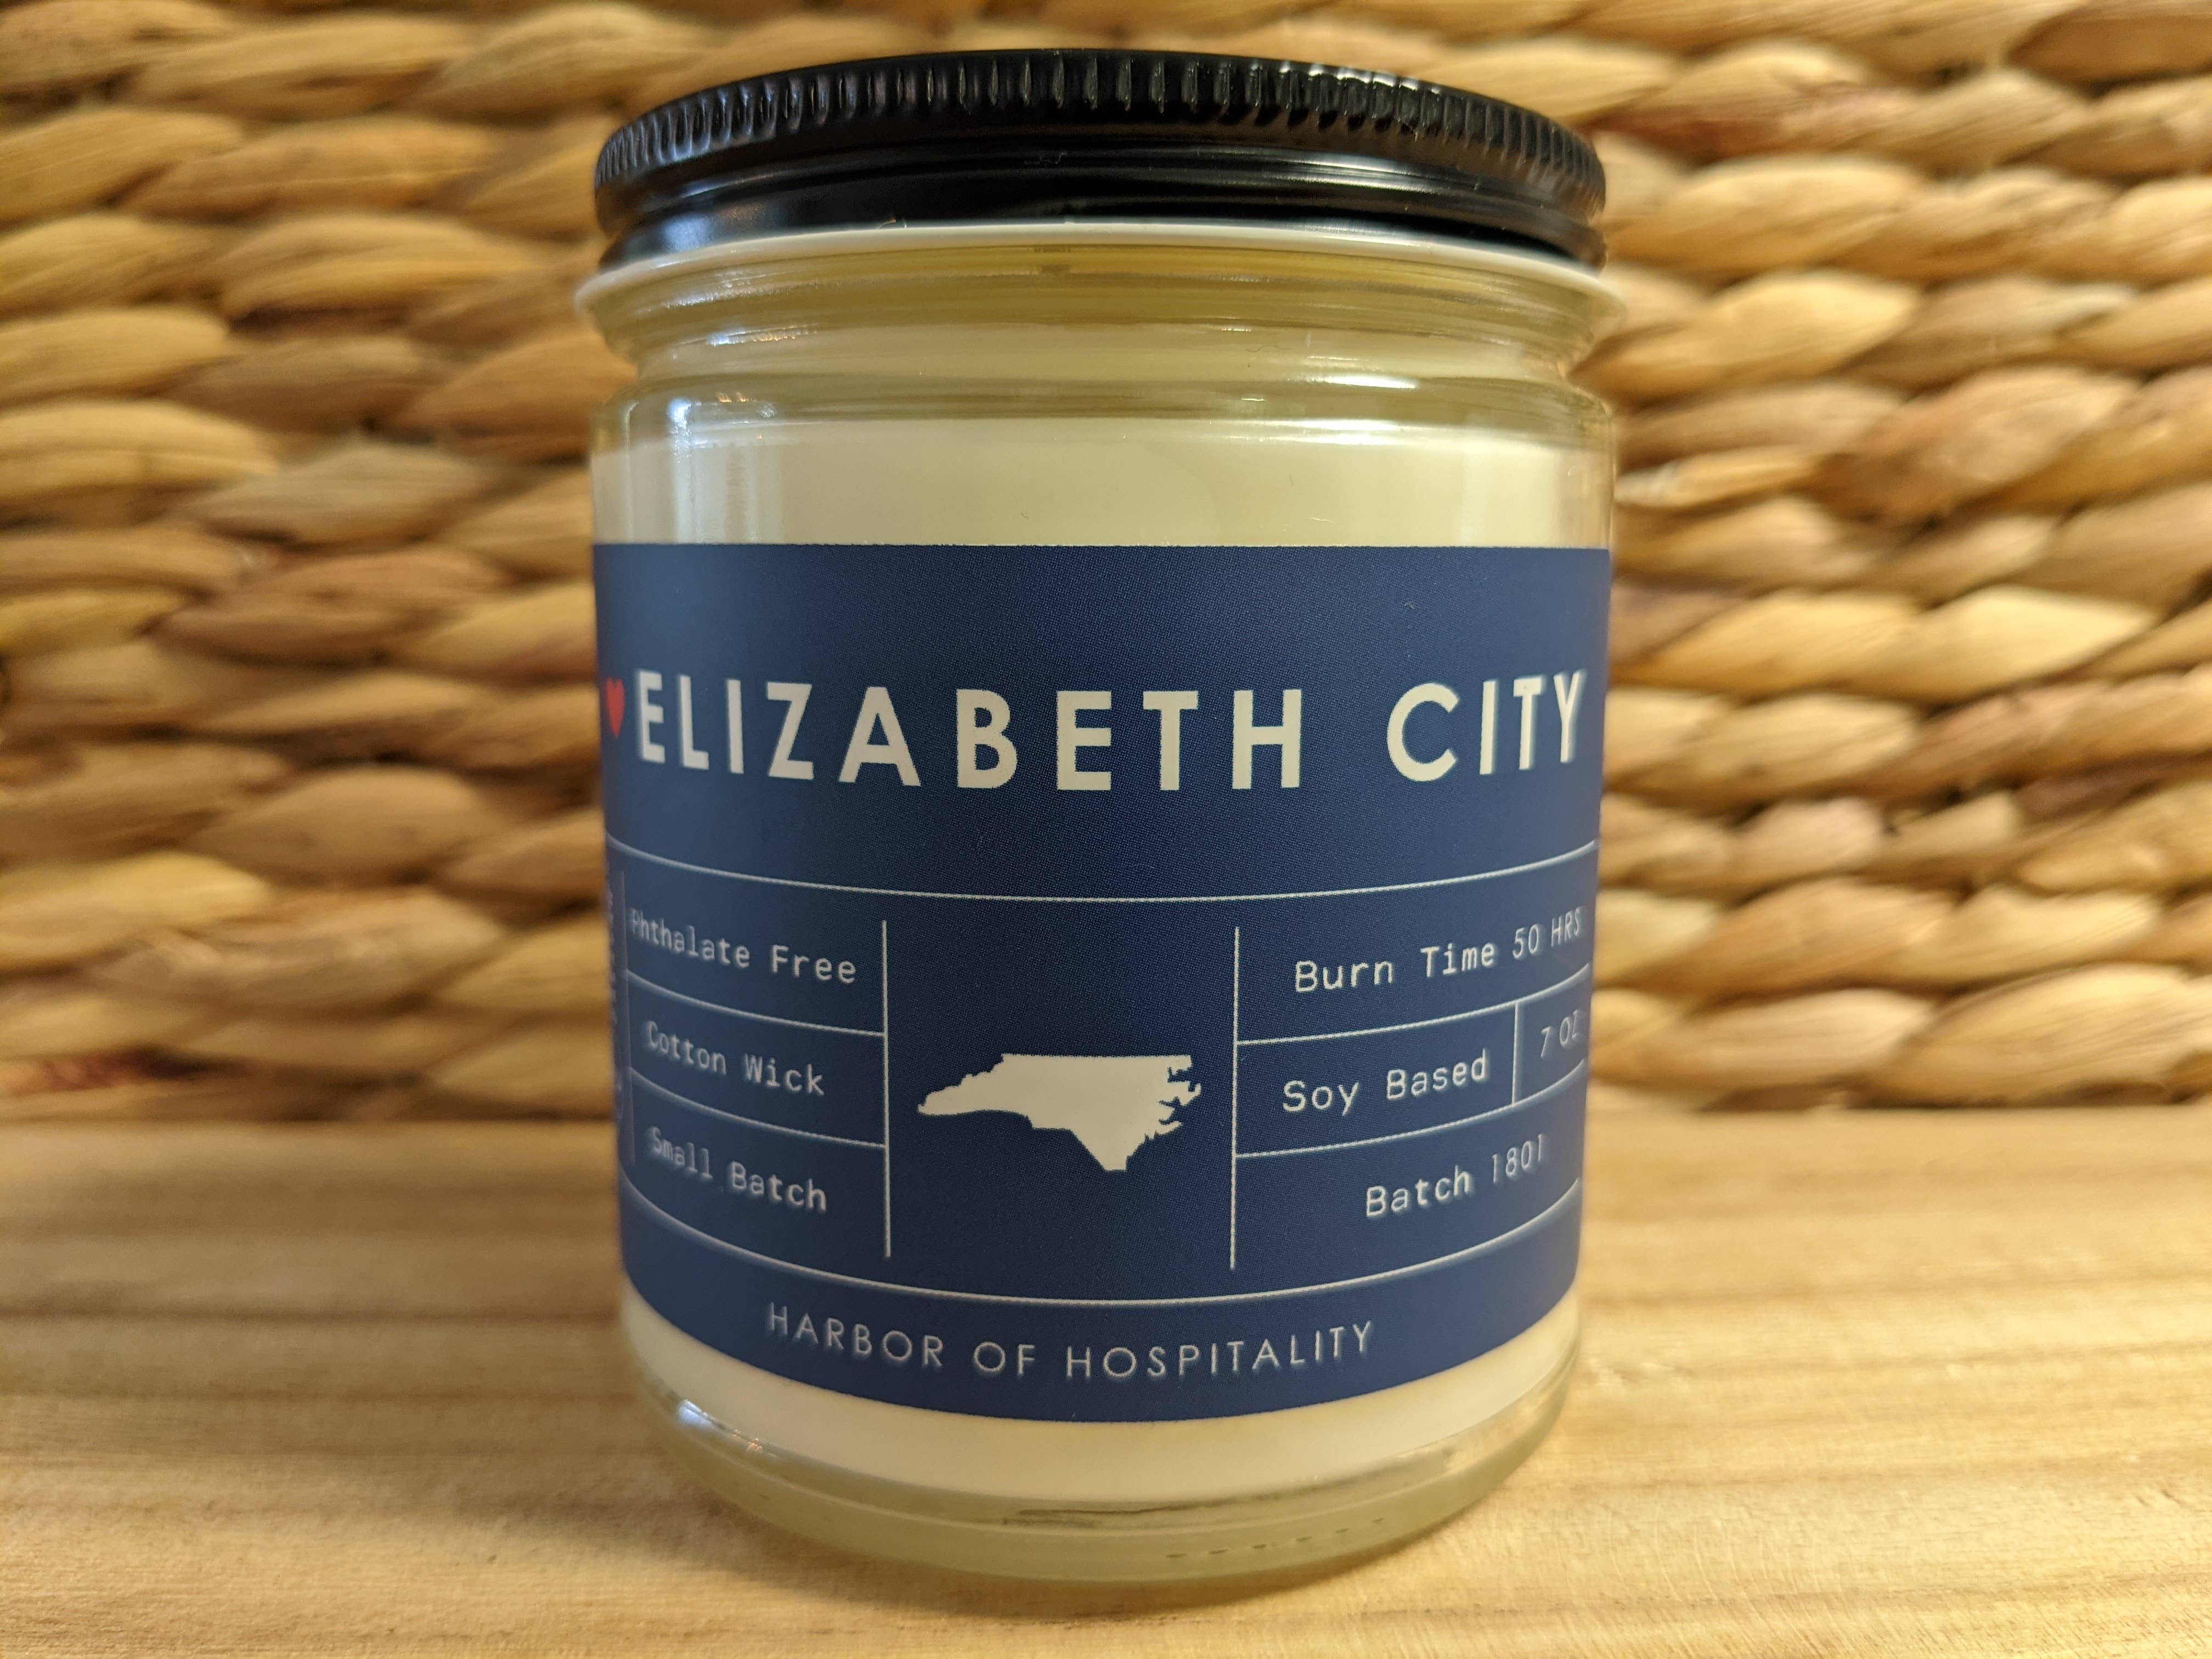 ELIZABETH CITY
Phthalate Free
Cotton Wick
Small Batch
Burn Time 50 HRS
Soy Based
7 OZ
Batch 1801
HARBOR OF HOSPITALITY